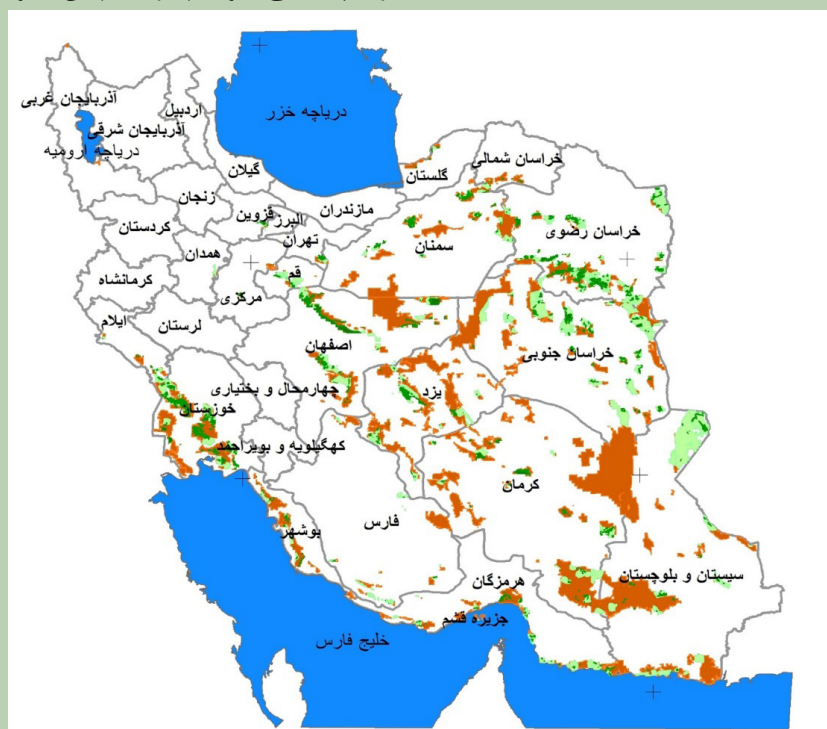 دریاچه خزر
آذربایجان غربی
اردبیل
آذربایجان شرقی
دریاچه ارومیه
گیلان
گلستان
خراسان شمالی
زنجان
قزوین
البرز
مازندران
کردستان
تهران
سمنان
خراسان رضوی
همدان
قم
کرمانشاه
مرکزی
ایلام
لرستان
اصفهان
خراسان جنوبی
چهارمحال و بختیاری
یزد
خوزستان
کهگیلویه و بویراحمد
کرمان
فارس
بوشهر
هرمزگان
سیستان و بلوچستان
جزیره قشم
خلیج فارس